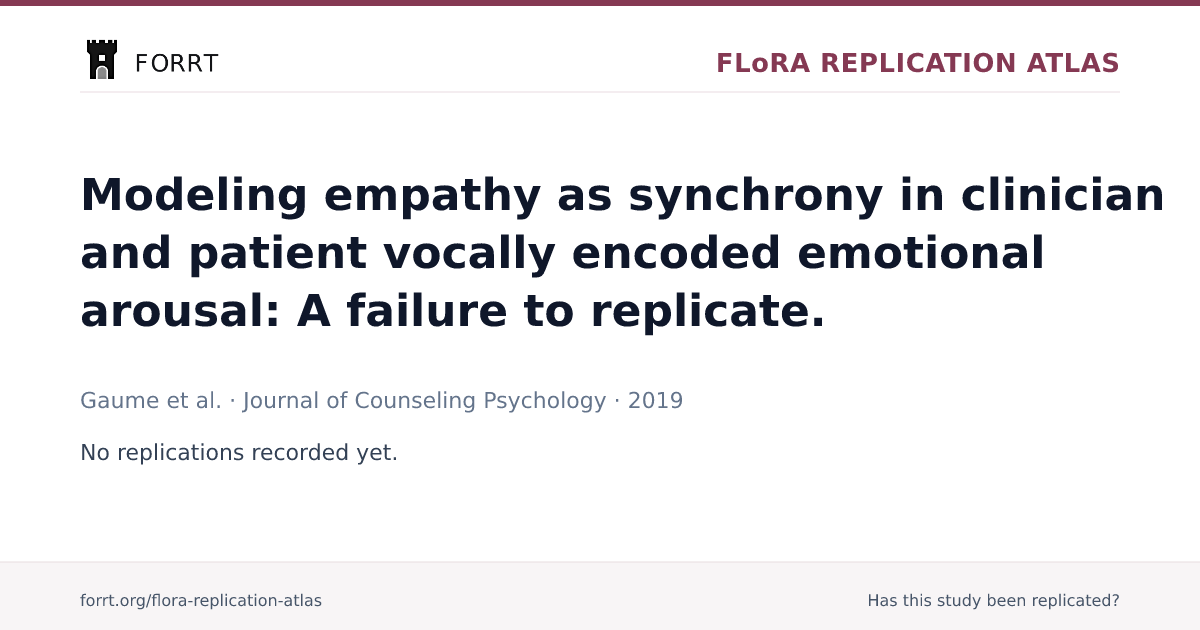 FORRT
FLoRA REPLICATION ATLAS
Modeling empathy as synchrony in clinician
and patient vocally encoded emotional
arousal: A failure to replicate.
Gaume et al. · Journal of Counseling Psychology · 2019
No replications recorded yet.
forrt.org/flora-replication-atlas
Has this study been replicated?